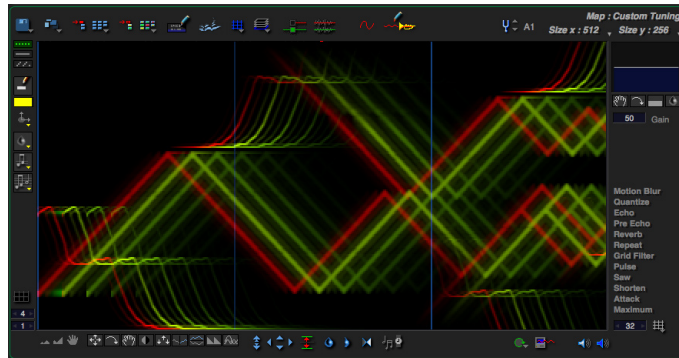 Map : Custom Tuning
A1
Size x : 512 Size y : 256
50 Gain
Motion Blur
Quantize
Echo
Pre Echo
Reverb
Repeat
Grid Filter
Pulse
Saw
Shorten
Attack
Maximum
4
32
1